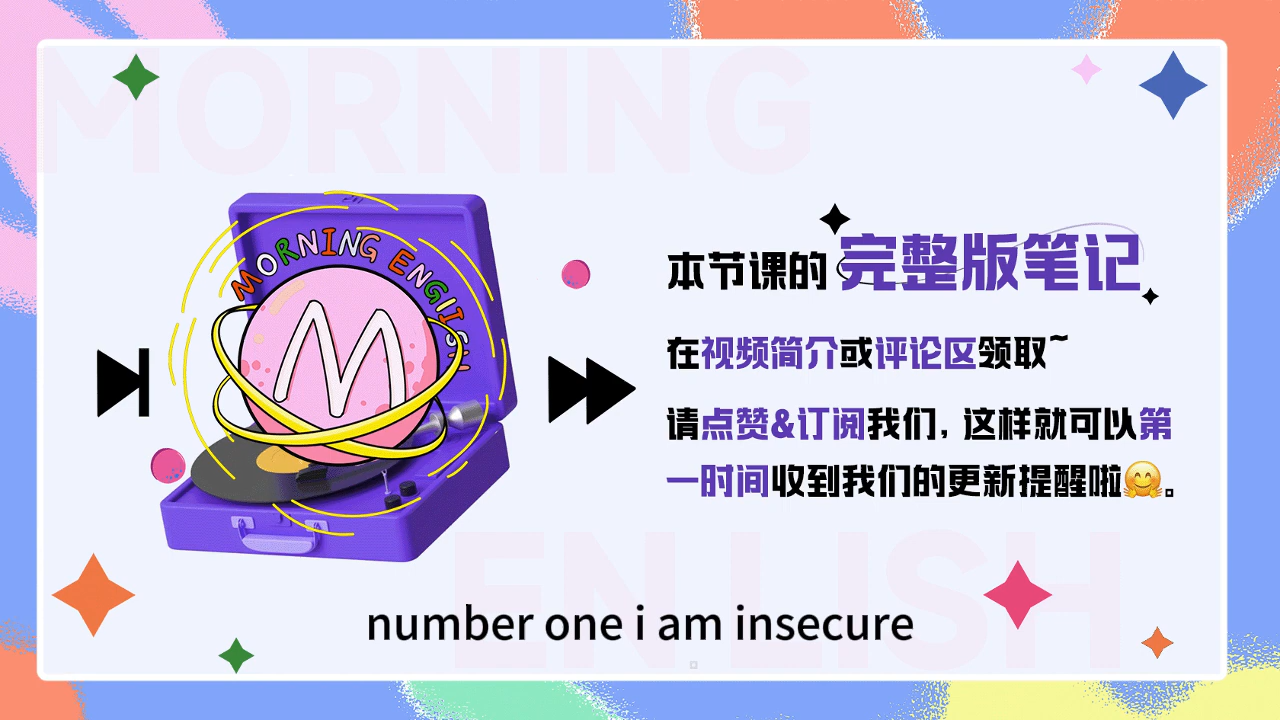 MORNING
MORNING ENGlISH
M
本节课的 完整版笔记
在视频简介或评论区领取~
请点赞&订阅我们，这样就可以第
一时间收到我们的更新提醒啦🤗。
EN LISH
number one i am insecure